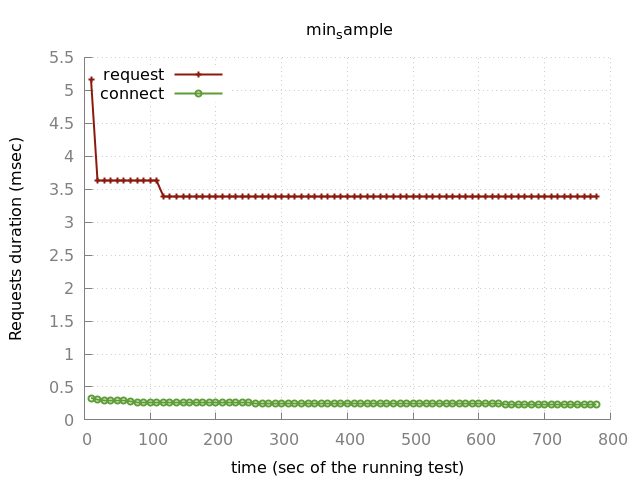 min_sample
request
connect
5.5
5
4.5
4
3.5
3
2.5
2
1.5
1
0.5
0
Requests duration (msec)
0 100 200 300 400 500 600 700 800
time (sec of the running test)